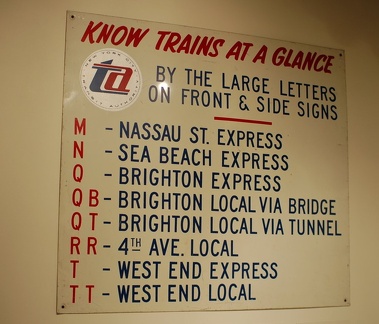 KNOW TRAINS AT A GLANCE
ta
BY THE LARGE LETTERS
ON FRONT & SIDE SIGNS
M - NASSAU ST. EXPRESS
N - SEA BEACH EXPRESS
Q - BRIGHTON EXPRESS
QB - BRIGHTON LOCAL VIA BRIDGE
QT - BRIGHTON LOCAL VIA TUNNEL
RR - 4TH AVE. LOCAL
T - WEST END EXPRESS
TT - WEST END LOCAL